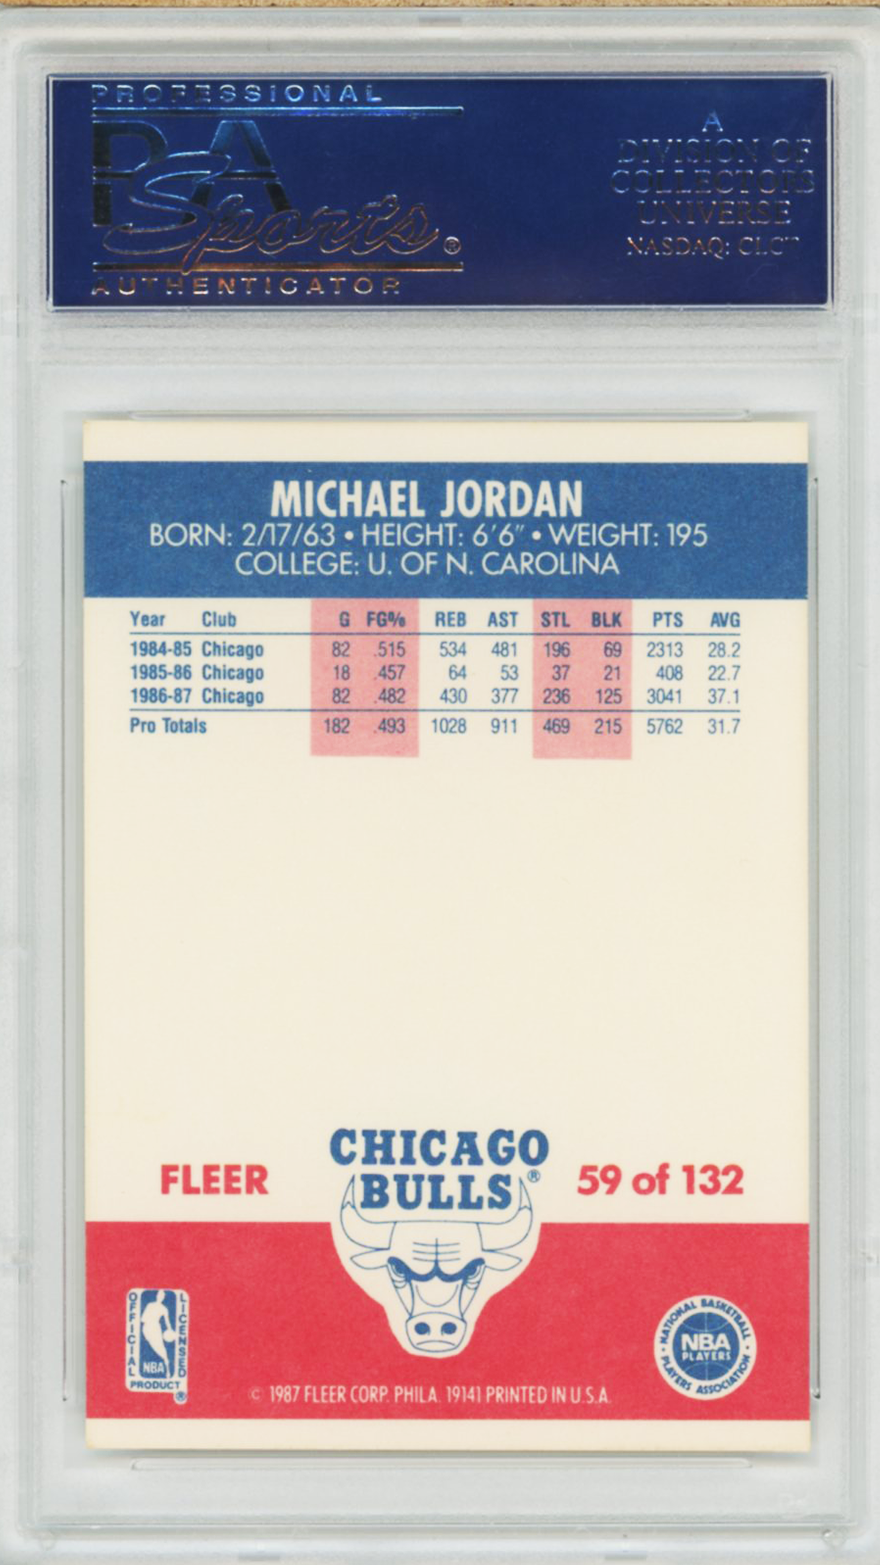 PROFESSIONAL
PSA
Sports®
AUTHENTICATOR
A
DIVISION OF
COLLECTORS
UNIVERSE
NASDAQ: CLCT
MICHAEL JORDAN
BORN: 2/17/63 • HEIGHT: 6'6" • WEIGHT: 195
COLLEGE: U. OF N. CAROLINA
Year Club G FG% REB AST STL BLK PTS AVG
1984-85 Chicago 82 .515 534 481 196 69 2313 28.2
1985-86 Chicago 18 .457 64 53 37 21 408 22.7
1986-87 Chicago 82 .482 430 377 236 125 3041 37.1
Pro Totals 182 .493 1028 911 469 215 5762 31.7
CHICAGO
BULLS®
FLEER
59 of 132
OFFICIAL
LICENSED
NBA
PRODUCT
®
NATIONAL BASKETBALL
NBA
PLAYERS
PLAYERS ASSOCIATION
© 1987 FLEER CORP. PHILA. 19141 PRINTED IN U.S.A.